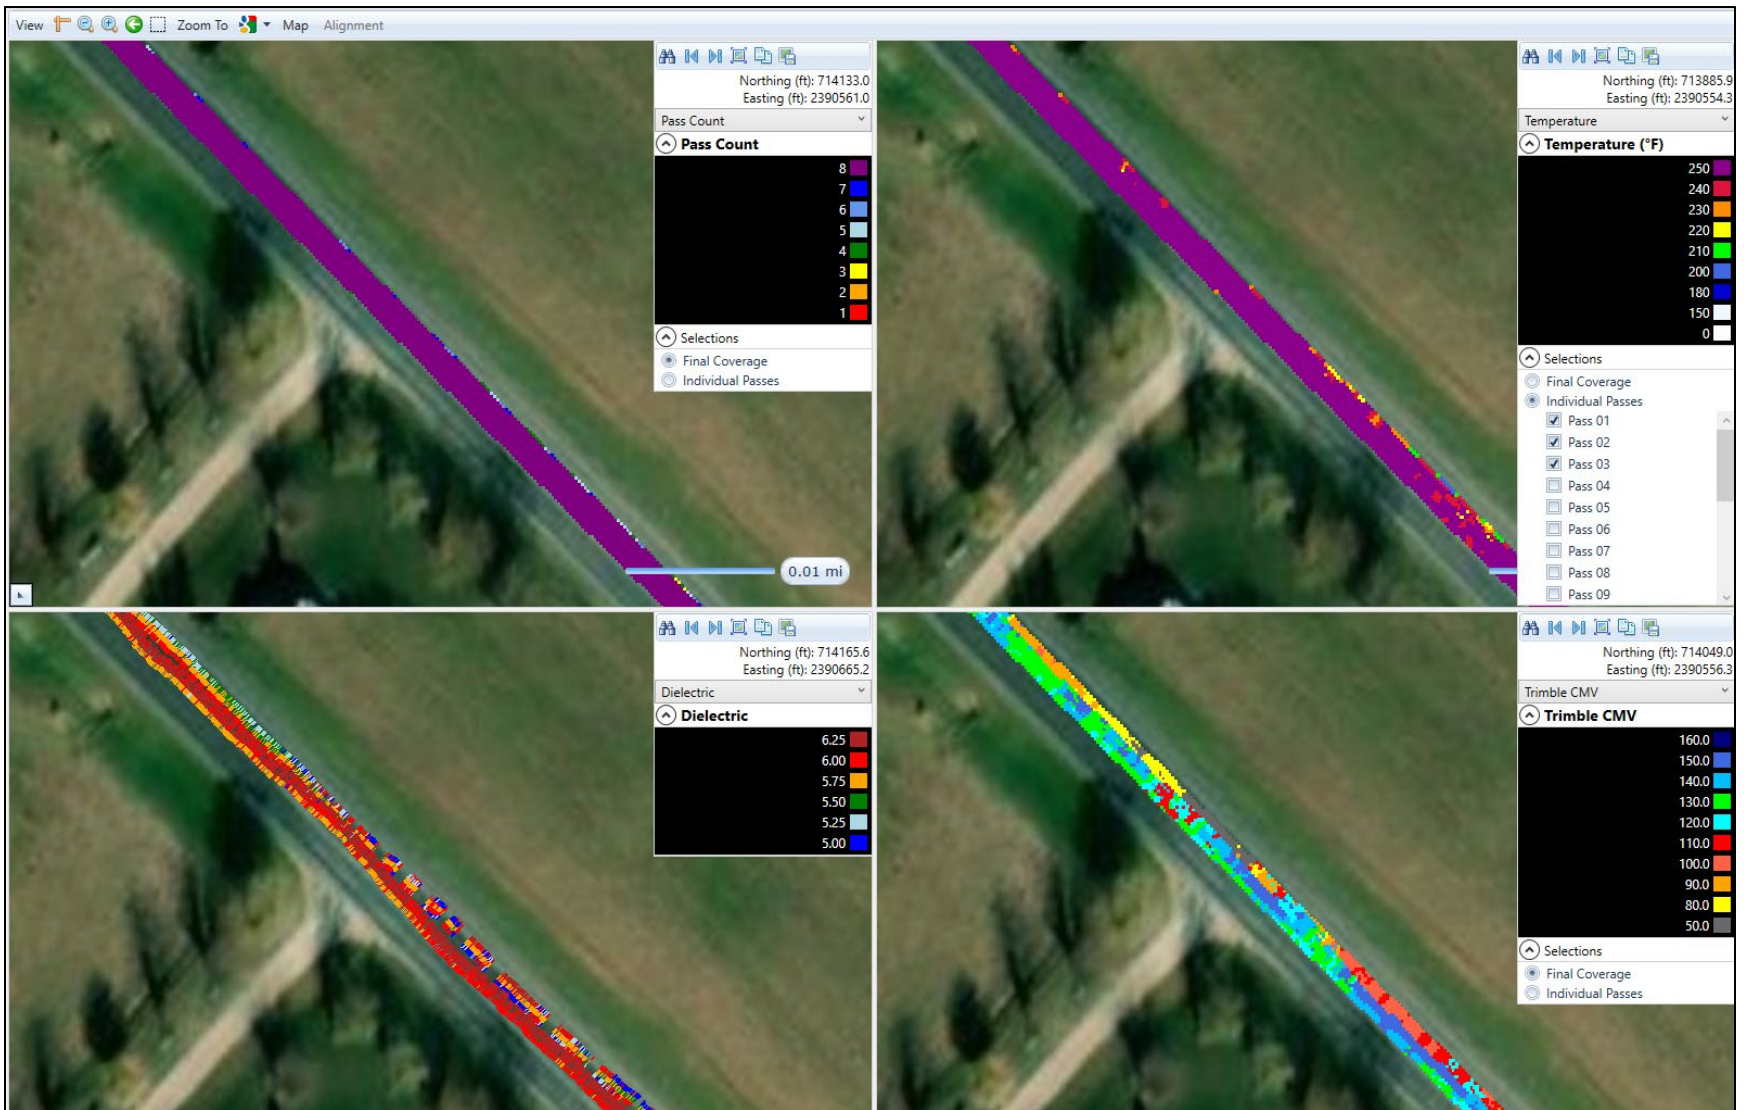 View Zoom To Map Alignment
Northing (ft): 714133.0
Easting (ft): 2390561.0
Pass Count
Pass Count
8
7
6
5
4
3
2
1
Selections
Final Coverage
Individual Passes
0.01 mi
Northing (ft): 713885.9
Easting (ft): 2390554.3
Temperature
Temperature (°F)
250
240
230
220
210
200
180
150
0
Selections
Final Coverage
Individual Passes
Pass 01
Pass 02
Pass 03
Pass 04
Pass 05
Pass 06
Pass 07
Pass 08
Pass 09
Northing (ft): 714165.6
Easting (ft): 2390665.2
Dielectric
Dielectric
6.25
6.00
5.75
5.50
5.25
5.00
Northing (ft): 714049.0
Easting (ft): 2390556.3
Trimble CMV
Trimble CMV
160.0
150.0
140.0
130.0
120.0
110.0
100.0
90.0
80.0
50.0
Selections
Final Coverage
Individual Passes